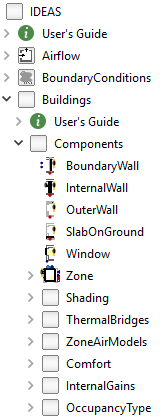 IDEAS
User's Guide
Airflow
BoundaryConditions
Buildings
User's Guide
Components
BoundaryWall
InternalWall
OuterWall
SlabOnGround
Window
Zone
Shading
ThermalBridges
ZoneAirModels
Comfort
InternalGains
OccupancyType